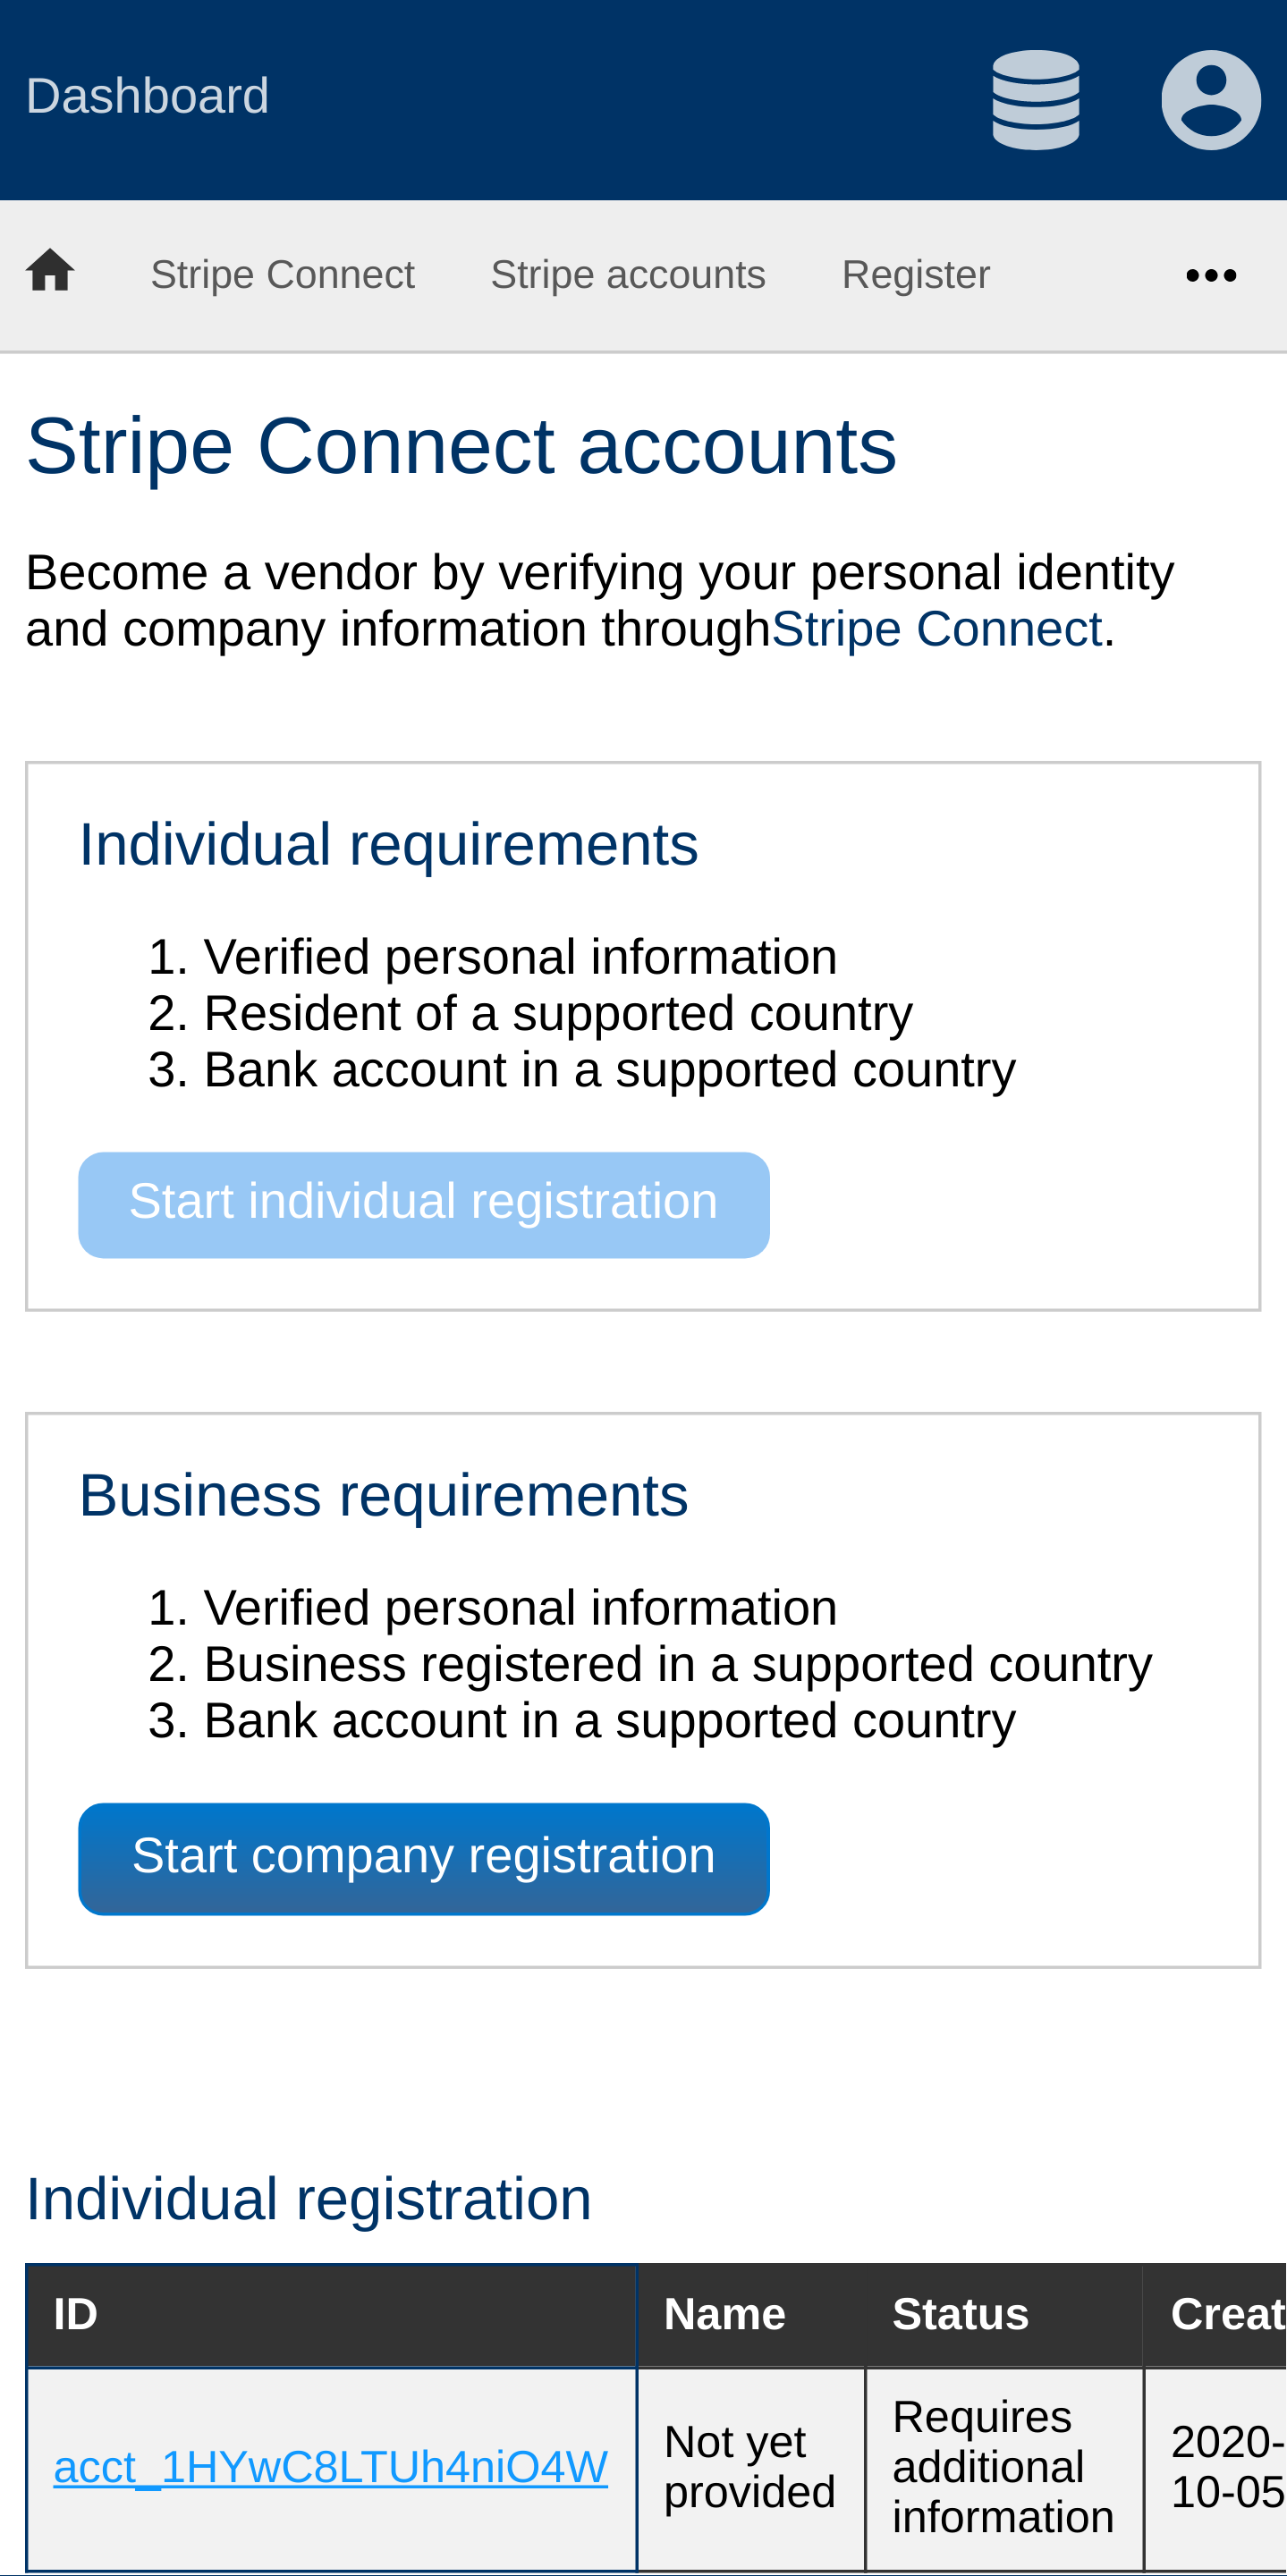 Dashboard
Stripe Connect Stripe accounts Register
Stripe Connect accounts
Become a vendor by verifying your personal identity
and company information throughStripe Connect.
Individual requirements
1. Verified personal information
2. Resident of a supported country
3. Bank account in a supported country
Start individual registration
Business requirements
1. Verified personal information
2. Business registered in a supported country
3. Bank account in a supported country
Start company registration
Individual registration
ID Name Status Creat
acct_1HYwC8LTUh4niO4W
Not yet
provided
Requires
additional
information
2020-
10-05